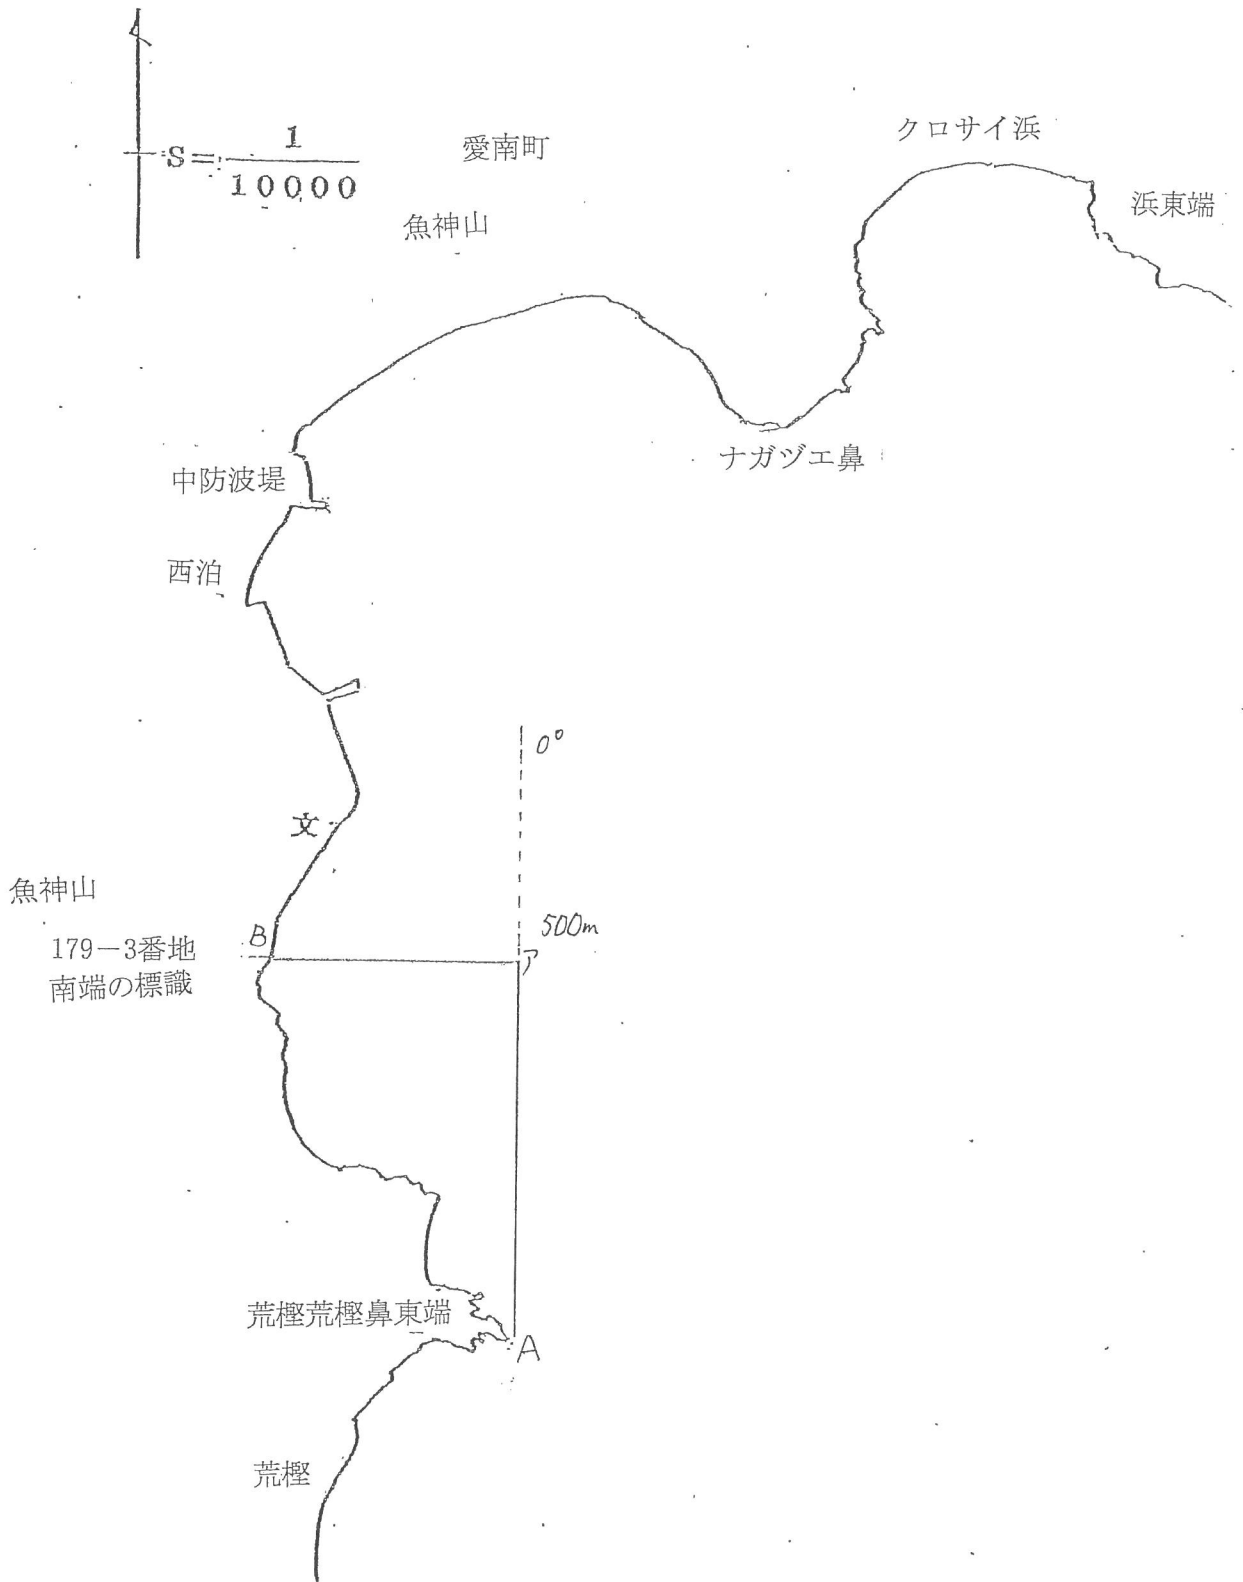 クロサイ浜
S=1/10000
愛南町
浜東端
魚神山
ナガヅエ鼻
中防波堤
西泊
0°
文
魚神山
500m
B
ア
179－3番地
南端の標識
荒樫荒樫鼻東端
A
荒樫